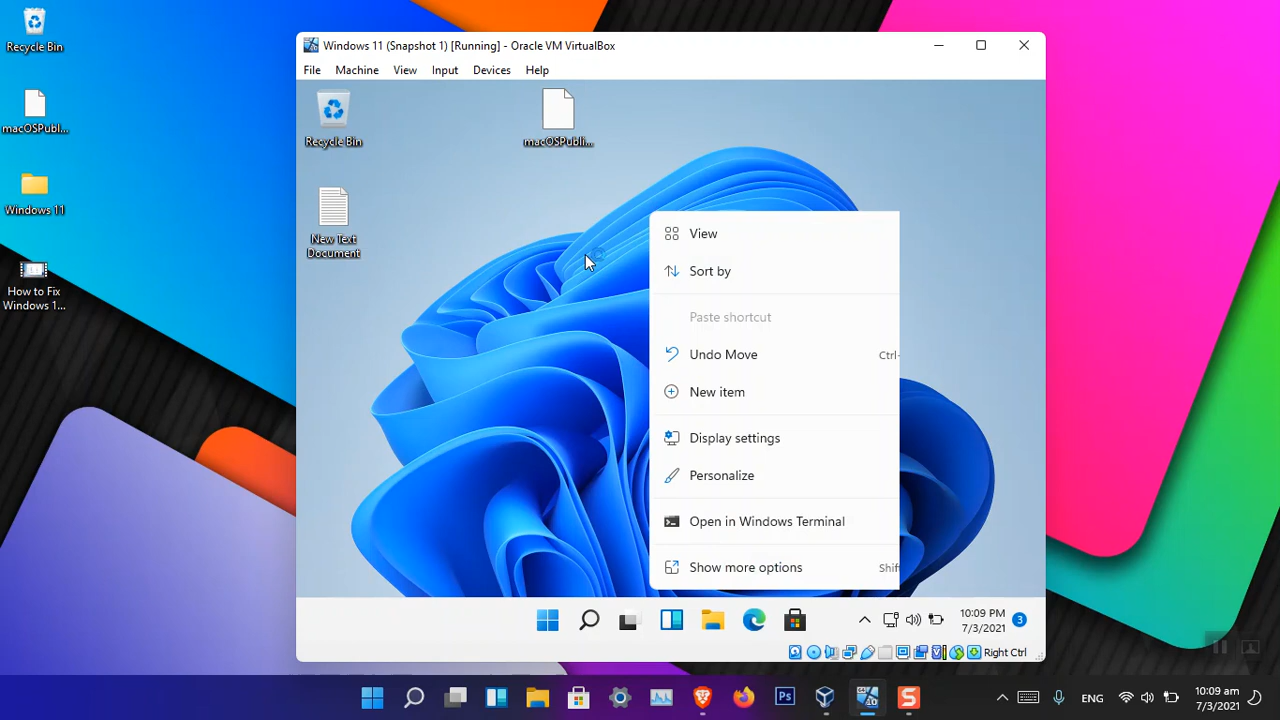 Recycle Bin
macOSPubl...
Windows 11
How to Fix
Windows 1...
Windows 11 (Snapshot 1) [Running] - Oracle VM VirtualBox
File Machine View Input Devices Help
Recycle Bin
macOSPubli...
New Text
Document
View
Sort by
Paste shortcut
Undo Move Ctrl-
New item
Display settings
Personalize
Open in Windows Terminal
Show more options Shif
10:09 PM
7/3/2021
3
Right Ctrl
Ps
S
ENG
10:09 am
7/3/2021